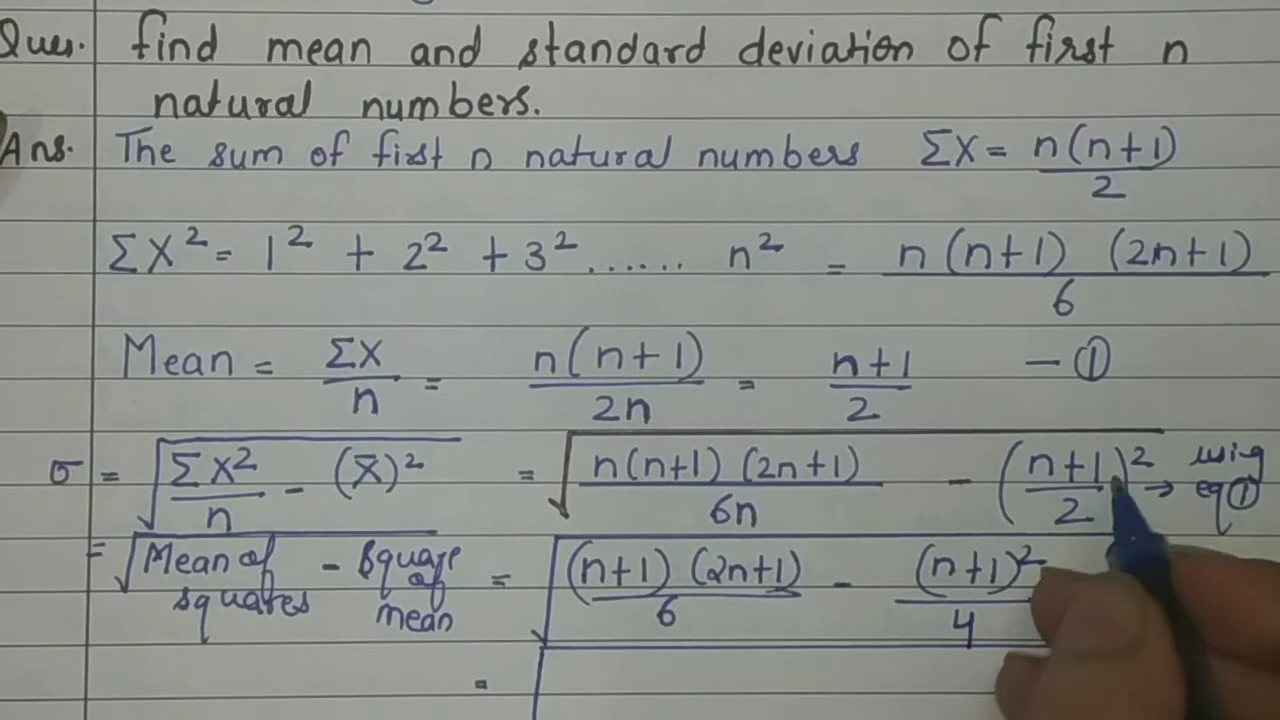 Ques. find mean and standard deviation of first n
natural numbers.
Ans. The sum of first n natural numbers ΣX = n(n+1)/2
ΣX² = 1² + 2² + 3² ...... n² = n(n+1) (2n+1)/6
Mean = ΣX/n = n(n+1)/2n = n+1/2 - ①
σ = √(ΣX²/n - (X̄)²) = √(n(n+1) (2n+1)/6n - (n+1/2)²) → using eq ①
= √(Mean of squares - Square of mean) = √((n+1) (2n+1)/6 - (n+1)²/4)
=